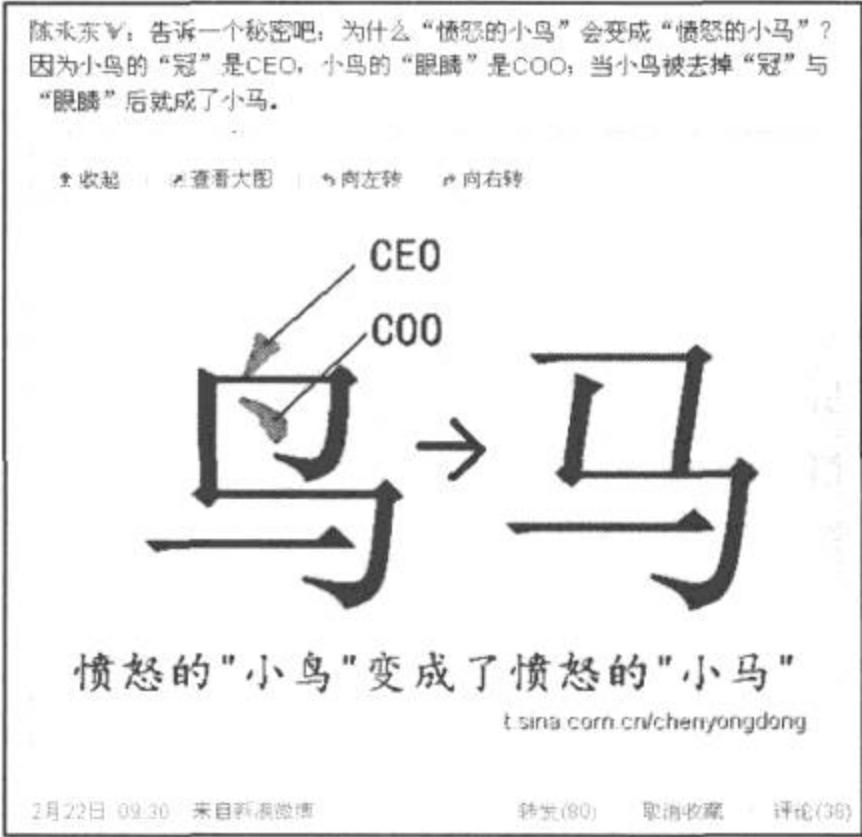 陈永东V：告诉一个秘密吧：为什么“愤怒的小鸟”会变成“愤怒的小马”？
因为小鸟的“冠”是CEO，小鸟的“眼睛”是COO；当小鸟被去掉“冠”与
“眼睛”后就成了小马。
收起 查看大图 向左转 向右转
CEO
COO
鸟 → 马
愤怒的"小鸟"变成了愤怒的"小马"
t.sina.com.cn/chenyongdong
2月22日 09:30 来自新浪微博 转发(80) 取消收藏 评论(36)